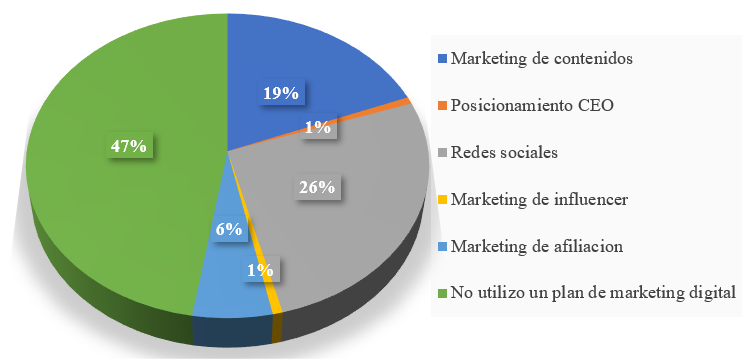 19%
1%
26%
1%
6%
47%
Marketing de contenidos
Posicionamiento CEO
Redes sociales
Marketing de influencer
Marketing de afiliacion
No utilizo un plan de marketing digital